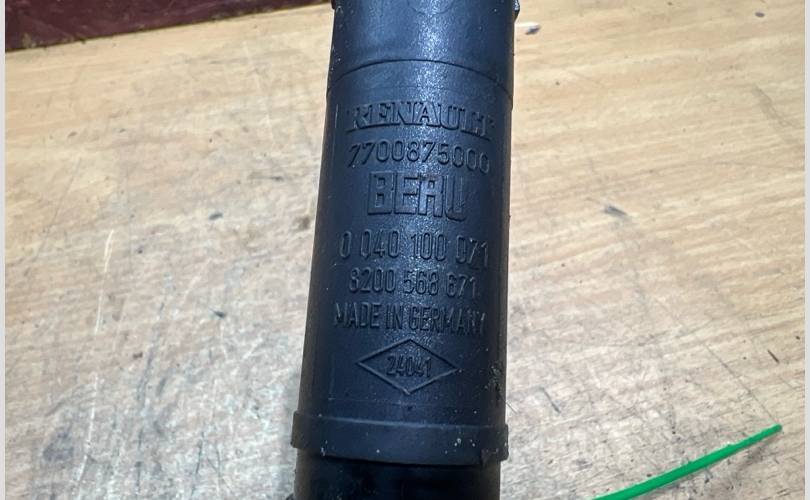 RENAULT
7700875000
BERU
0 040 100 071
8200 568 671
MADE IN GERMANY
24041